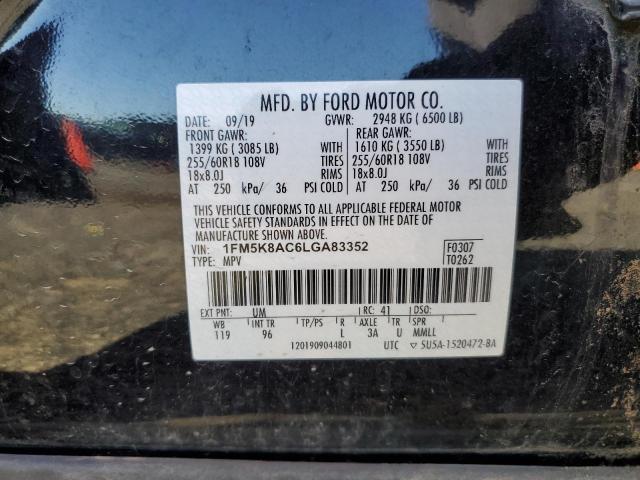 MFD. BY FORD MOTOR CO.
DATE: 09/19 GVWR: 2948 KG ( 6500 LB)
FRONT GAWR: REAR GAWR:
1399 KG ( 3085 LB) 1610 KG ( 3550 LB)
255/60R18 108V TIRES 255/60R18 108V TIRES
18x8.0J RIMS 18x8.0J RIMS
AT 250 kPa/ 36 PSI COLD AT 250 kPa/ 36 PSI COLD
THIS VEHICLE CONFORMS TO ALL APPLICABLE FEDERAL MOTOR
VEHICLE SAFETY STANDARDS IN EFFECT ON THE DATE OF
MANUFACTURE SHOWN ABOVE.
VIN: 1FM5K8AC6LGA83352 F0307
TYPE: MPV T0262
EXT PNT: UM RC: 41 DSO:
WB INT TR TP/PS R AXLE TR SPR
119 96 L 3A U MMLL
1201909044801 UTC ▽ 5U5A-1520472-8A